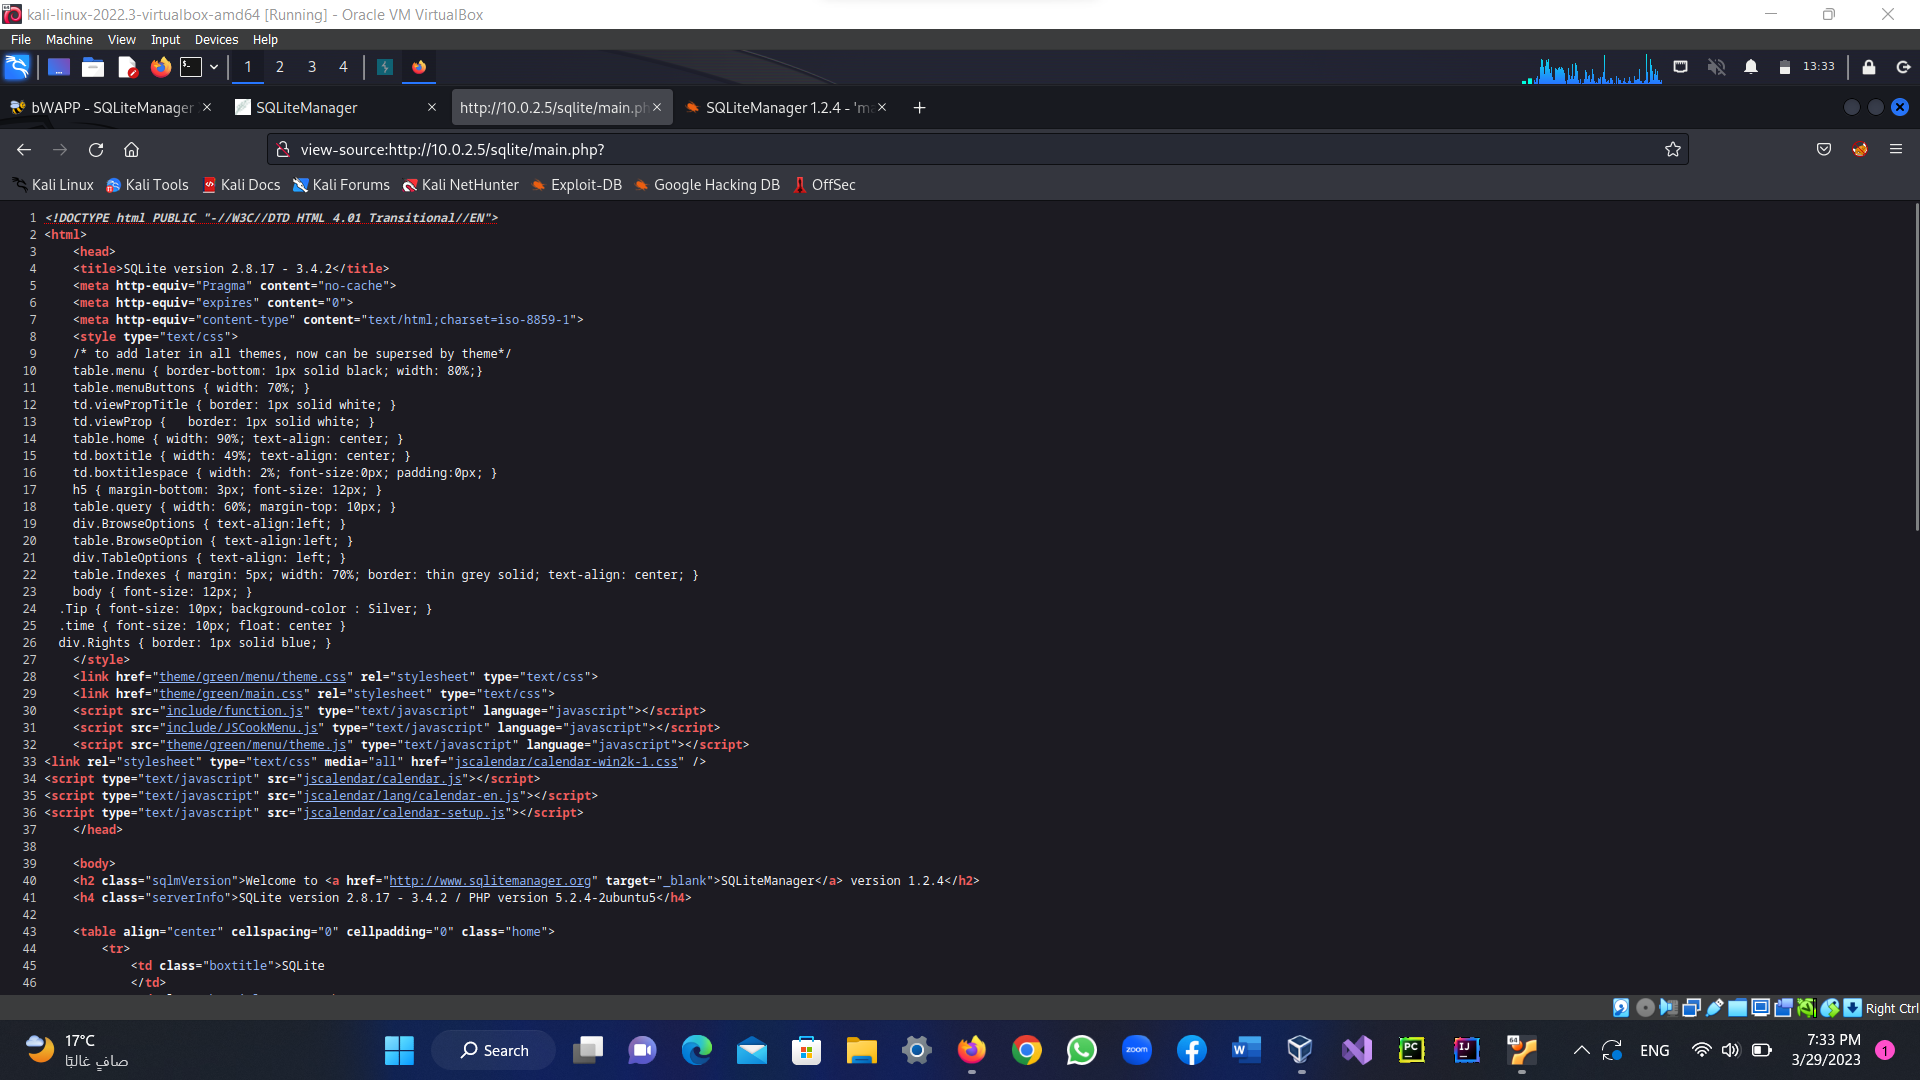 kali-linux-2022.3-virtualbox-amd64 [Running] - Oracle VM VirtualBox
File Machine View Input Devices Help
1 2 3 4 13:33
bWAPP - SQLiteManager SQLiteManager http://10.0.2.5/sqlite/main.ph SQLiteManager 1.2.4 - 'ma
view-source:http://10.0.2.5/sqlite/main.php?
Kali Linux Kali Tools Kali Docs Kali Forums Kali NetHunter Exploit-DB Google Hacking DB OffSec
1 <!DOCTYPE html PUBLIC "-//W3C//DTD HTML 4.01 Transitional//EN">
2 <html>
3 <head>
4 <title>SQLite version 2.8.17 - 3.4.2</title>
5 <meta http-equiv="Pragma" content="no-cache">
6 <meta http-equiv="expires" content="0">
7 <meta http-equiv="content-type" content="text/html;charset=iso-8859-1">
8 <style type="text/css">
9 /* to add later in all themes, now can be supersed by theme*/
10 table.menu { border-bottom: 1px solid black; width: 80%;}
11 table.menuButtons { width: 70%; }
12 td.viewPropTitle { border: 1px solid white; }
13 td.viewProp { border: 1px solid white; }
14 table.home { width: 90%; text-align: center; }
15 td.boxtitle { width: 49%; text-align: center; }
16 td.boxtitlespace { width: 2%; font-size:0px; padding:0px; }
17 h5 { margin-bottom: 3px; font-size: 12px; }
18 table.query { width: 60%; margin-top: 10px; }
19 div.BrowseOptions { text-align:left; }
20 table.BrowseOption { text-align:left; }
21 div.TableOptions { text-align: left; }
22 table.Indexes { margin: 5px; width: 70%; border: thin grey solid; text-align: center; }
23 body { font-size: 12px; }
24 .Tip { font-size: 10px; background-color : Silver; }
25 .time { font-size: 10px; float: center }
26 div.Rights { border: 1px solid blue; }
27 </style>
28 <link href="theme/green/menu/theme.css" rel="stylesheet" type="text/css">
29 <link href="theme/green/main.css" rel="stylesheet" type="text/css">
30 <script src="include/function.js" type="text/javascript" language="javascript"></script>
31 <script src="include/JSCookMenu.js" type="text/javascript" language="javascript"></script>
32 <script src="theme/green/menu/theme.js" type="text/javascript" language="javascript"></script>
33 <link rel="stylesheet" type="text/css" media="all" href="jscalendar/calendar-win2k-1.css" />
34 <script type="text/javascript" src="jscalendar/calendar.js"></script>
35 <script type="text/javascript" src="jscalendar/lang/calendar-en.js"></script>
36 <script type="text/javascript" src="jscalendar/calendar-setup.js"></script>
37 </head>
38
39 <body>
40 <h2 class="sqlmVersion">Welcome to <a href="http://www.sqlitemanager.org" target="_blank">SQLiteManager</a> version 1.2.4</h2>
41 <h4 class="serverInfo">SQLite version 2.8.17 - 3.4.2 / PHP version 5.2.4-2ubuntu5</h4>
42
43 <table align="center" cellspacing="0" cellpadding="0" class="home">
44 <tr>
45 <td class="boxtitle">SQLite
46 </td>
Right Ctrl
17°C
صافٍ غالبًا
Search
zoom
PC
IJ
ENG
7:33 PM
3/29/2023
1